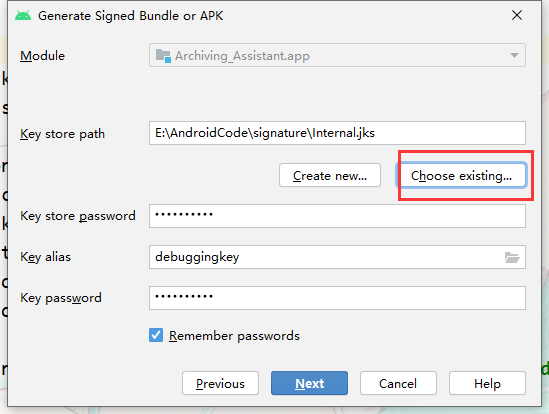 Generate Signed Bundle or APK
Module
Archiving_Assistant.app
Key store path
E:\AndroidCode\signature\Internal.jks
Create new...
Choose existing...
Key store password
••••••••••
Key alias
debuggingkey
Key password
••••••••••
Remember passwords
Previous
Next
Cancel
Help